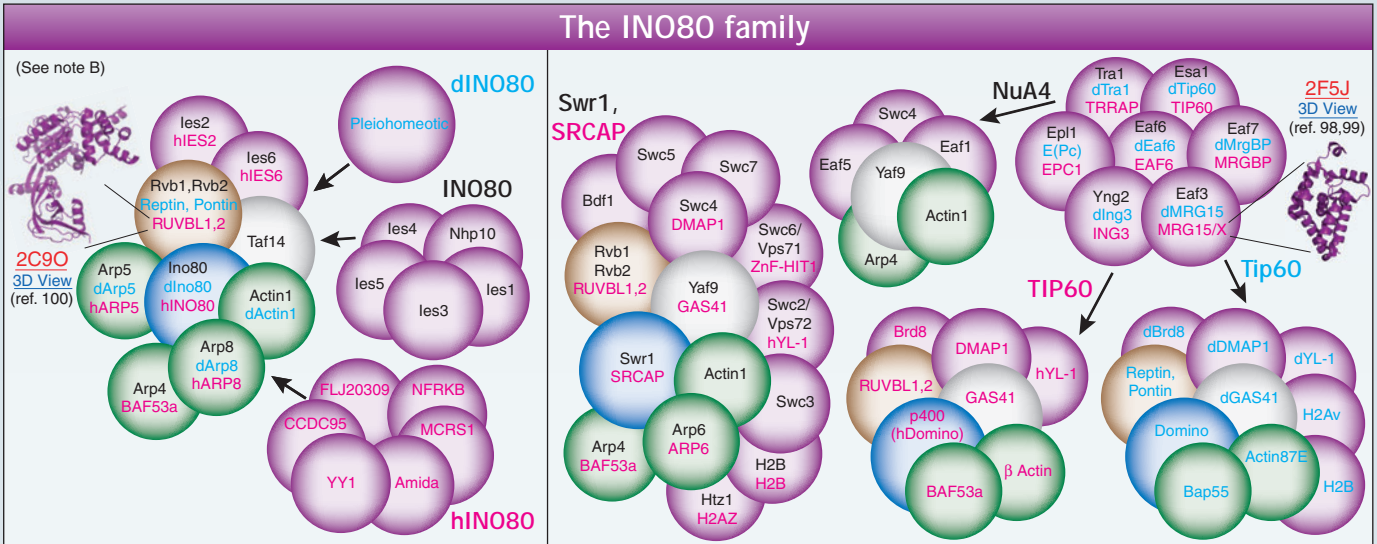 The INO80 family
(See note B)
dINO80
Pleiohomeotic
Ies2
hIES2
Ies6
hIES6
Rvb1,Rvb2
Reptin, Pontin
RUVBL1,2
Taf14
2C9O
3D View
(ref. 100)
Arp5
dArp5
hARP5
Ino80
dIno80
hINO80
Actin1
dActin1
Arp8
dArp8
hARP8
Arp4
BAF53a
INO80
Ies4
Nhp10
Ies5
Ies3
Ies1
FLJ20309
NFRKB
CCDC95
MCRS1
YY1
Amida
hINO80
Swr1,
SRCAP
Swc5
Swc7
Bdf1
Swc4
DMAP1
Swc6/
Vps71
ZnF-HIT1
Rvb1
Rvb2
RUVBL1,2
Yaf9
GAS41
Swc2/
Vps72
hYL-1
Swr1
SRCAP
Actin1
Swc3
Arp6
ARP6
Arp4
BAF53a
H2B
H2B
Htz1
H2AZ
NuA4
Swc4
Eaf5
Eaf1
Yaf9
Actin1
Arp4
Tra1
dTra1
TRRAP
Esa1
dTip60
TIP60
Epl1
E(Pc)
EPC1
Eaf6
dEaf6
EAF6
Eaf7
dMrgBP
MRGBP
Yng2
dIng3
ING3
Eaf3
dMRG15
MRG15/X
2F5J
3D View
(ref. 98,99)
TIP60
Brd8
DMAP1
hYL-1
RUVBL1,2
GAS41
p400
(hDomino)
β Actin
BAF53a
Tip60
dBrd8
dDMAP1
dYL-1
Reptin,
Pontin
dGAS41
H2Av
Domino
Actin87E
Bap55
H2B